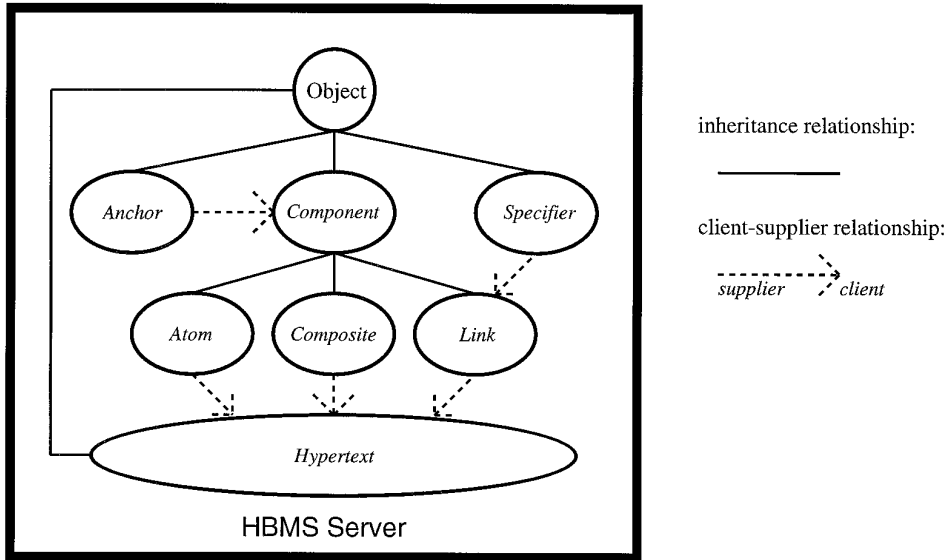 Object
inheritance relationship:
Anchor
Component
Specifier
client-supplier relationship:
supplier
client
Atom
Composite
Link
Hypertext
HBMS Server